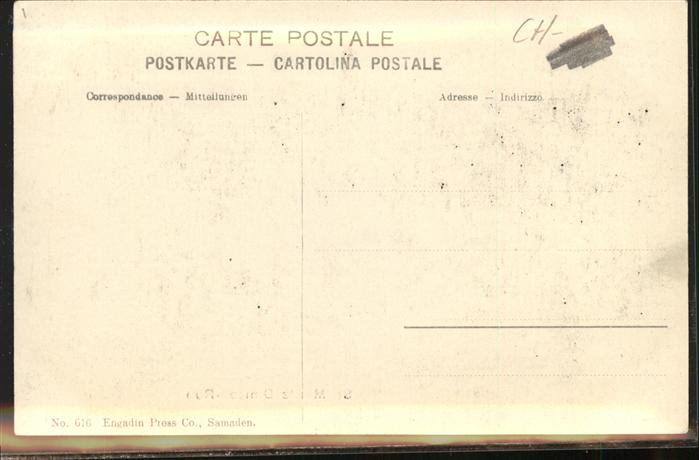 CH-
CARTE POSTALE
POSTKARTE — CARTOLINA POSTALE
Correspondance — Mitteilungen
Adresse — Indirizzo
No. 616 Engadin Press Co., Samaden.